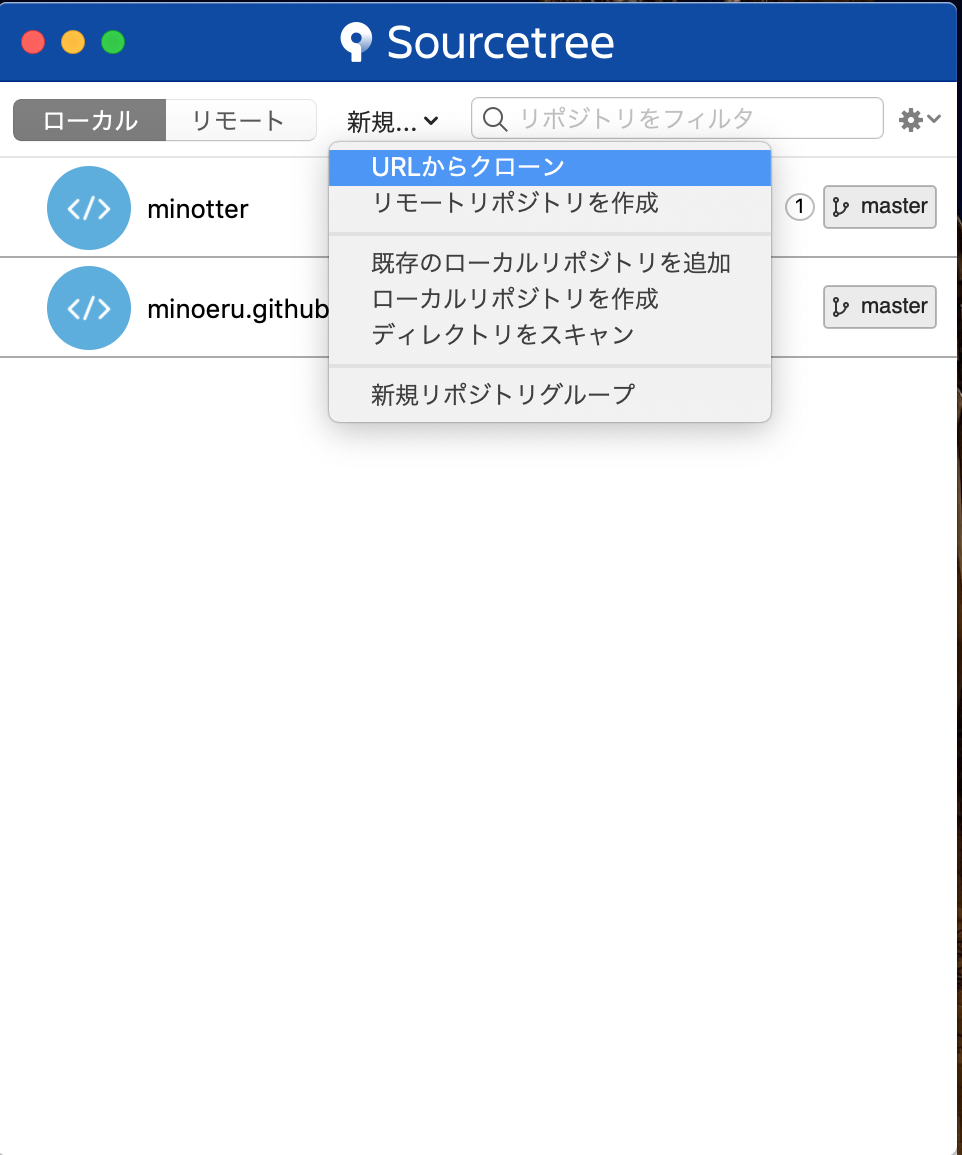 Sourcetree
ローカル リモート 新規... リポジトリをフィルタ
URLからクローン
リモートリポジトリを作成
minotter 1 master
既存のローカルリポジトリを追加
ローカルリポジトリを作成
minoeru.github master
ディレクトリをスキャン
新規リポジトリグループ